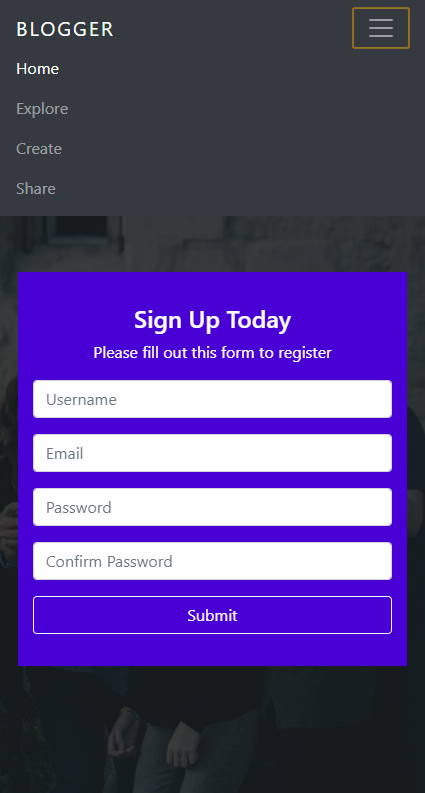 BLOGGER
Home
Explore
Create
Share
Sign Up Today
Please fill out this form to register
Username
Email
Password
Confirm Password
Submit